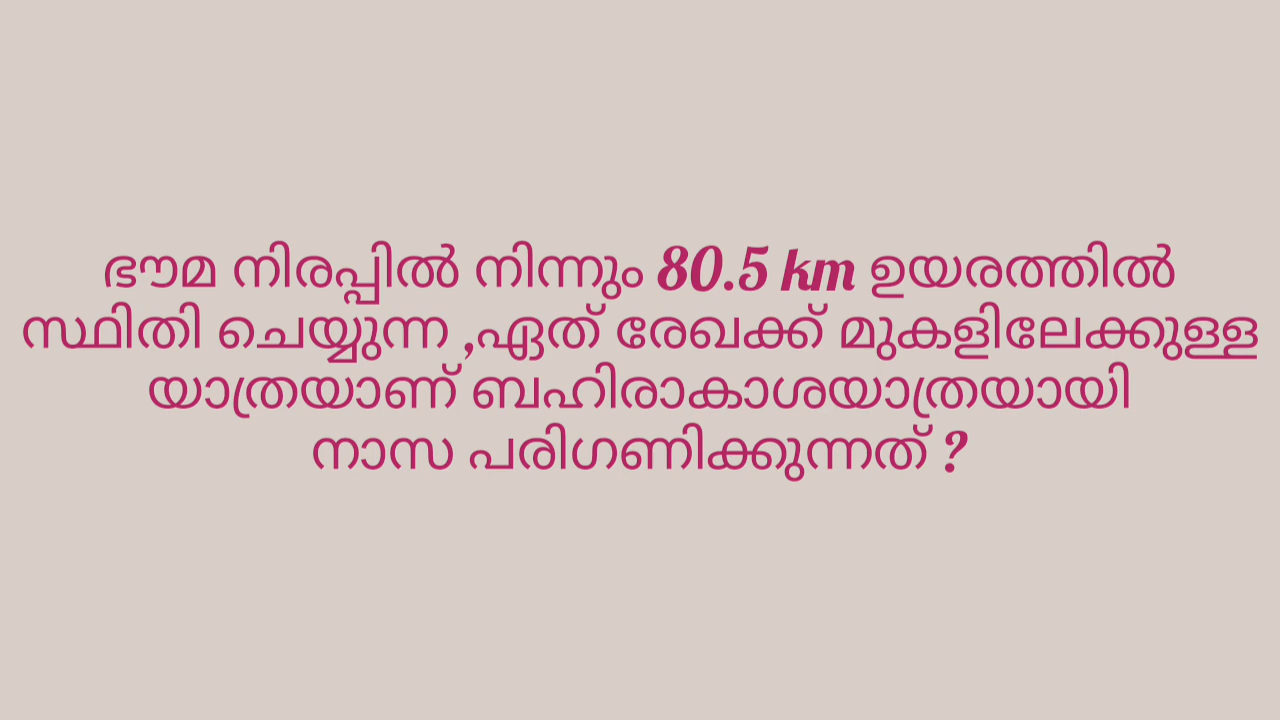 ഭൗമ നിരപ്പിൽ നിന്നും 80.5 km ഉയരത്തിൽ
സ്ഥിതി ചെയ്യുന്ന ,ഏത് രേഖക്ക് മുകളിലേക്കുള്ള
യാത്രയാണ് ബഹിരാകാശയാത്രയായി
നാസ പരിഗണിക്കുന്നത് ?